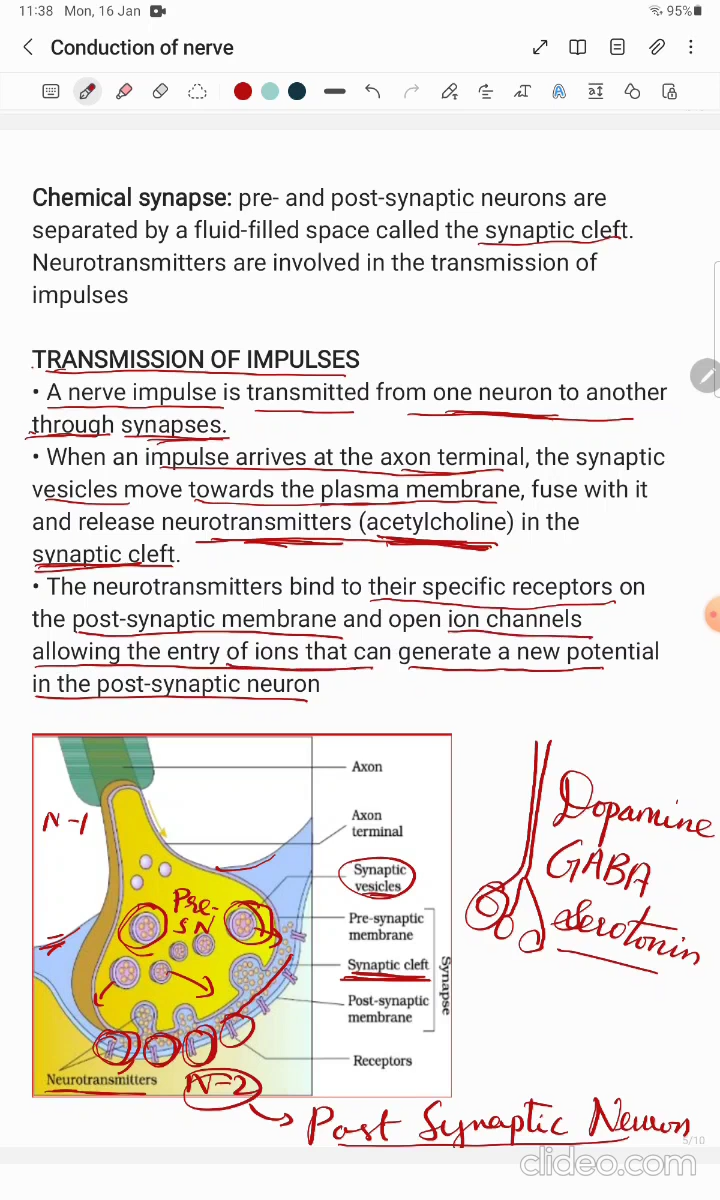 11:38 Mon, 16 Jan 95%
Conduction of nerve
Chemical synapse: pre- and post-synaptic neurons are
separated by a fluid-filled space called the synaptic cleft.
Neurotransmitters are involved in the transmission of
impulses
TRANSMISSION OF IMPULSES
• A nerve impulse is transmitted from one neuron to another
through synapses.
• When an impulse arrives at the axon terminal, the synaptic
vesicles move towards the plasma membrane, fuse with it
and release neurotransmitters (acetylcholine) in the
synaptic cleft.
• The neurotransmitters bind to their specific receptors on
the post-synaptic membrane and open ion channels
allowing the entry of ions that can generate a new potential
in the post-synaptic neuron
N-1
Pre-
SN
Axon
Axon
terminal
Synaptic
vesicles
Pre-synaptic
membrane
Synaptic cleft
Post-synaptic
membrane
Synapse
Receptors
Neurotransmitters
N-2
Dopamine
GABA
Serotonin
Post Synaptic Neuron
5/10
clideo.com